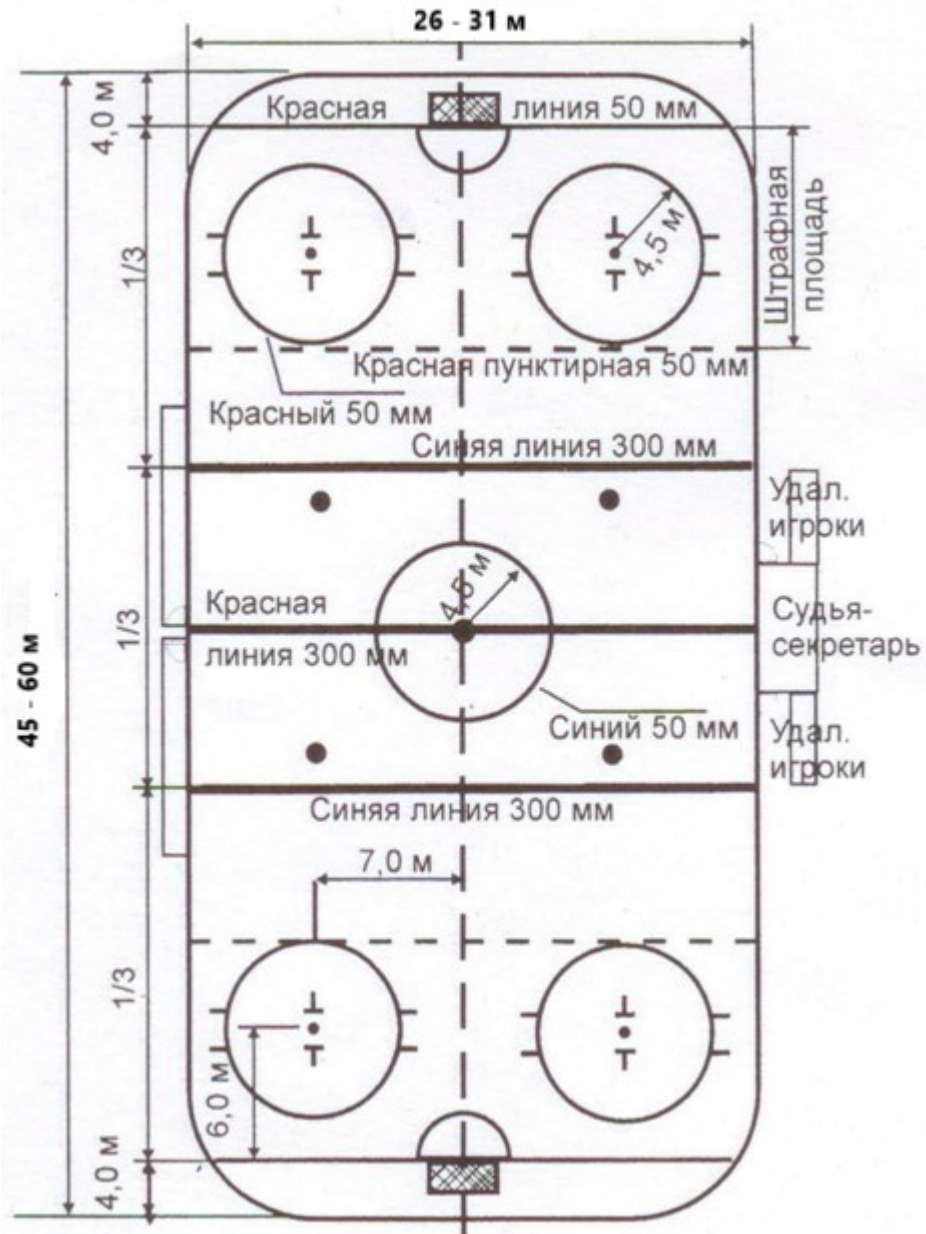 26 - 31 м
4,0 м
Красная линия 50 мм
Штрафная
площадь
4,5 м
1/3
Красная пунктирная 50 мм
Красный 50 мм
Синяя линия 300 мм
Удал.
игроки
4,5 м
Красная
линия 300 мм
1/3
Судья-
секретарь
45 - 60 м
Синий 50 мм
Удал.
игроки
Синяя линия 300 мм
7,0 м
1/3
6,0 м
4,0 м